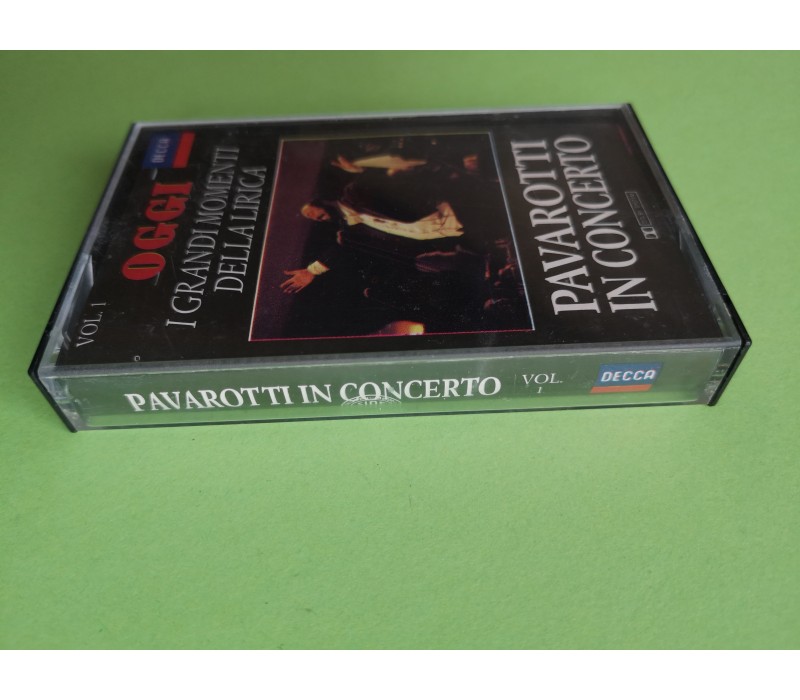 VOL. 1
DECCA
OGGI
I GRANDI MOMENTI
DELLA LIRICA
PAVAROTTI
IN CONCERTO
PAVAROTTI IN CONCERTO
VOL.
1
DECCA